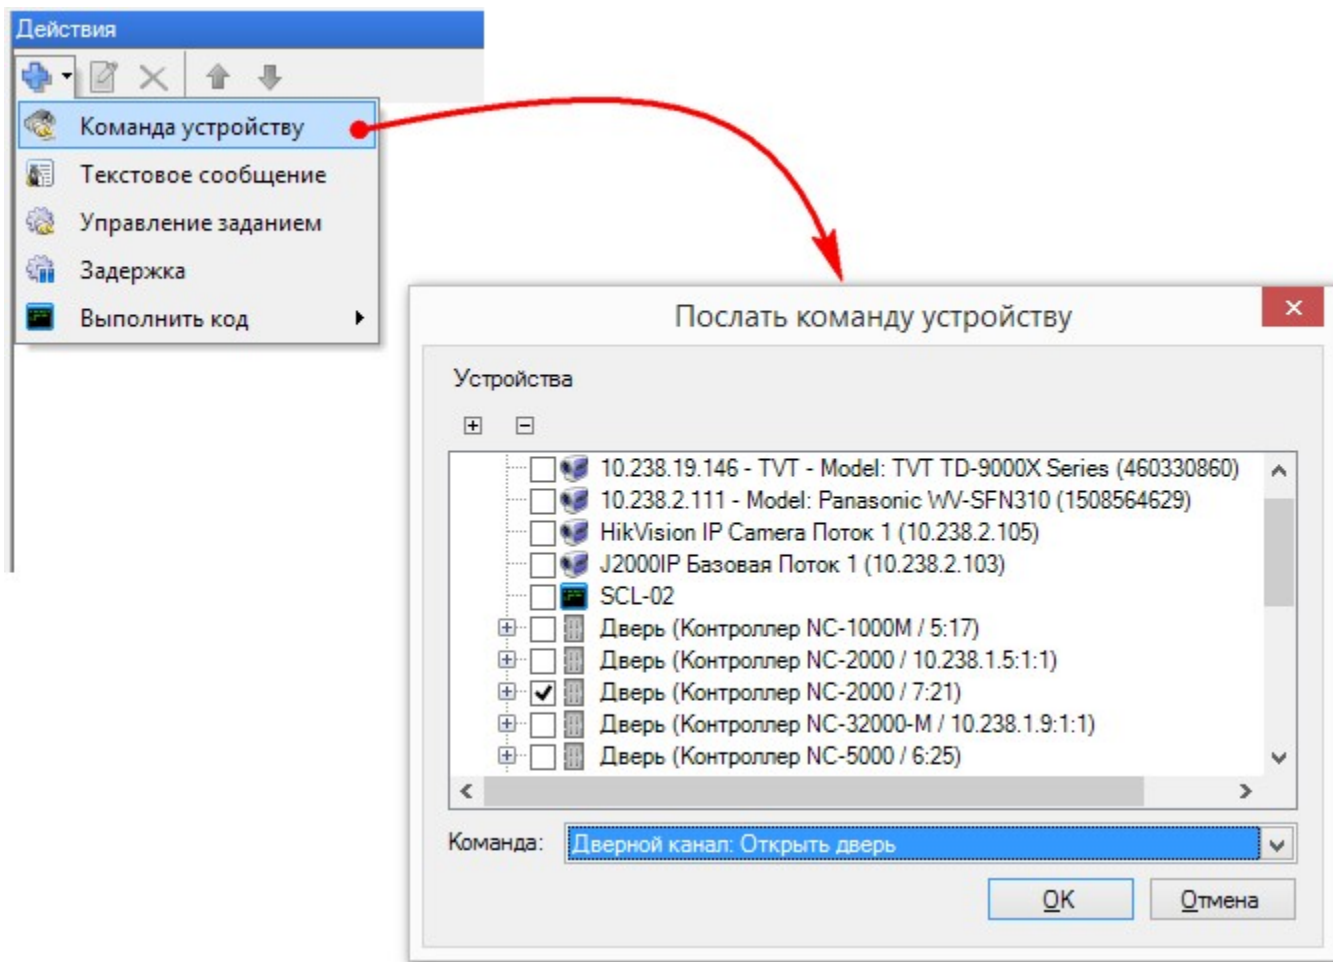 Действия
Команда устройству
Текстовое сообщение
Управление заданием
Задержка
Выполнить код
Послать команду устройству
Устройства
10.238.19.146 - TVT - Model: TVT TD-9000X Series (460330860)
10.238.2.111 - Model: Panasonic WV-SFN310 (1508564629)
HikVision IP Camera Поток 1 (10.238.2.105)
J2000IP Базовая Поток 1 (10.238.2.103)
SCL-02
Дверь (Контроллер NC-1000M / 5:17)
Дверь (Контроллер NC-2000 / 10.238.1.5:1:1)
Дверь (Контроллер NC-2000 / 7:21)
Дверь (Контроллер NC-32000-M / 10.238.1.9:1:1)
Дверь (Контроллер NC-5000 / 6:25)
Команда: Дверной канал: Открыть дверь
OK Отмена